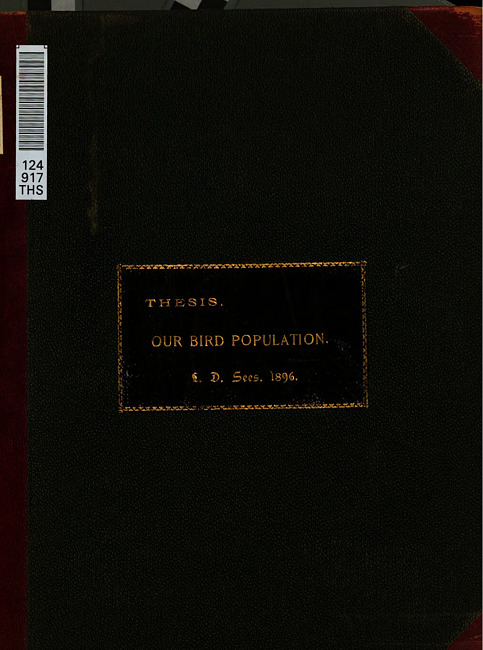 124
917
THS
THESIS.
OUR BIRD POPULATION.
D. Sees. 1896.